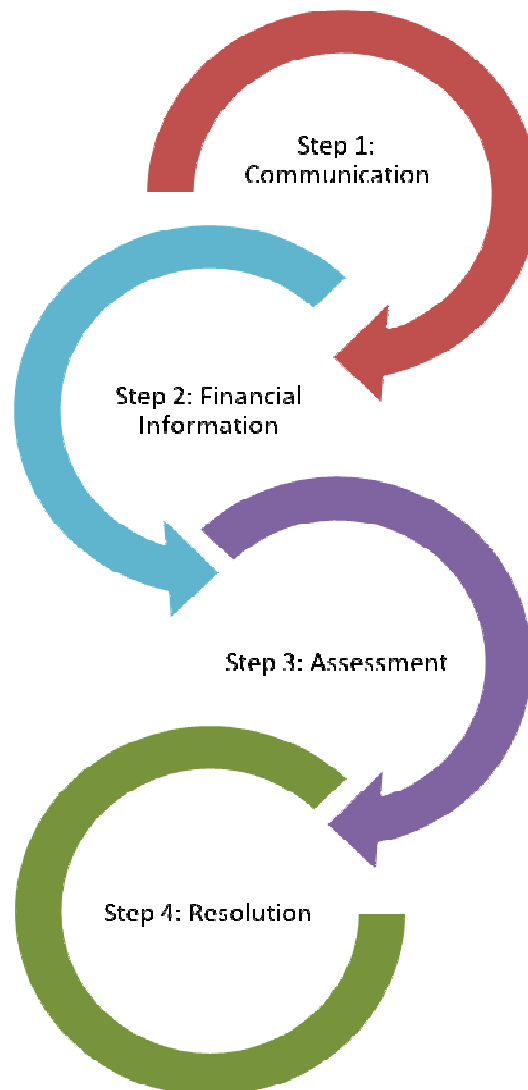 Step 1:
Communication
Step 2: Financial
Information
Step 3: Assessment
Step 4: Resolution